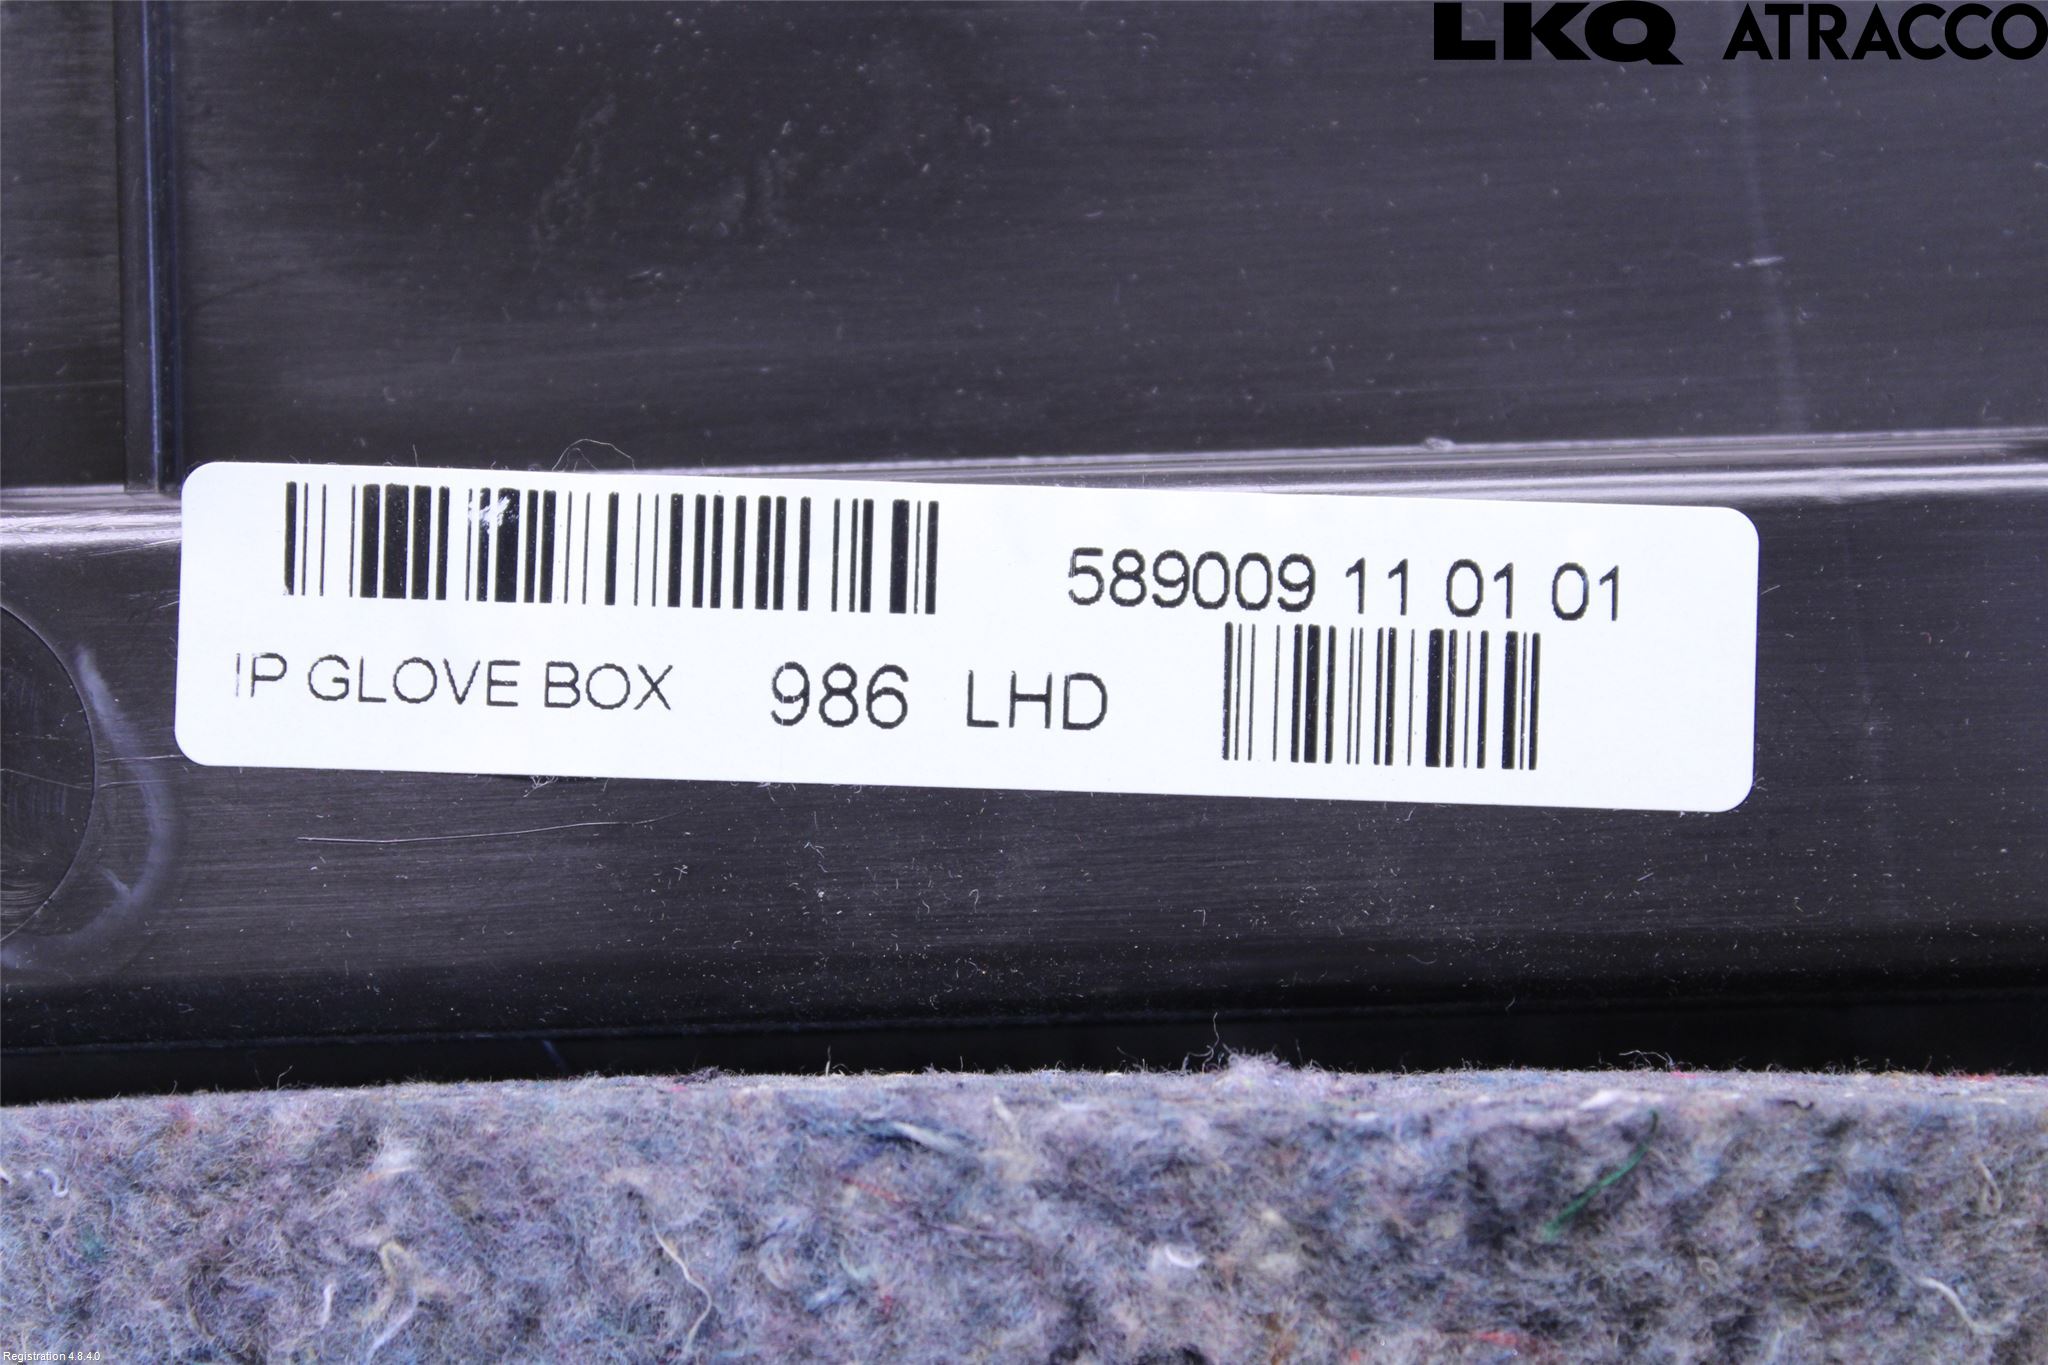 LKQ ATRACCO
589009 11 01 01
IP GLOVE BOX 986 LHD
Registration 4.8.4.0